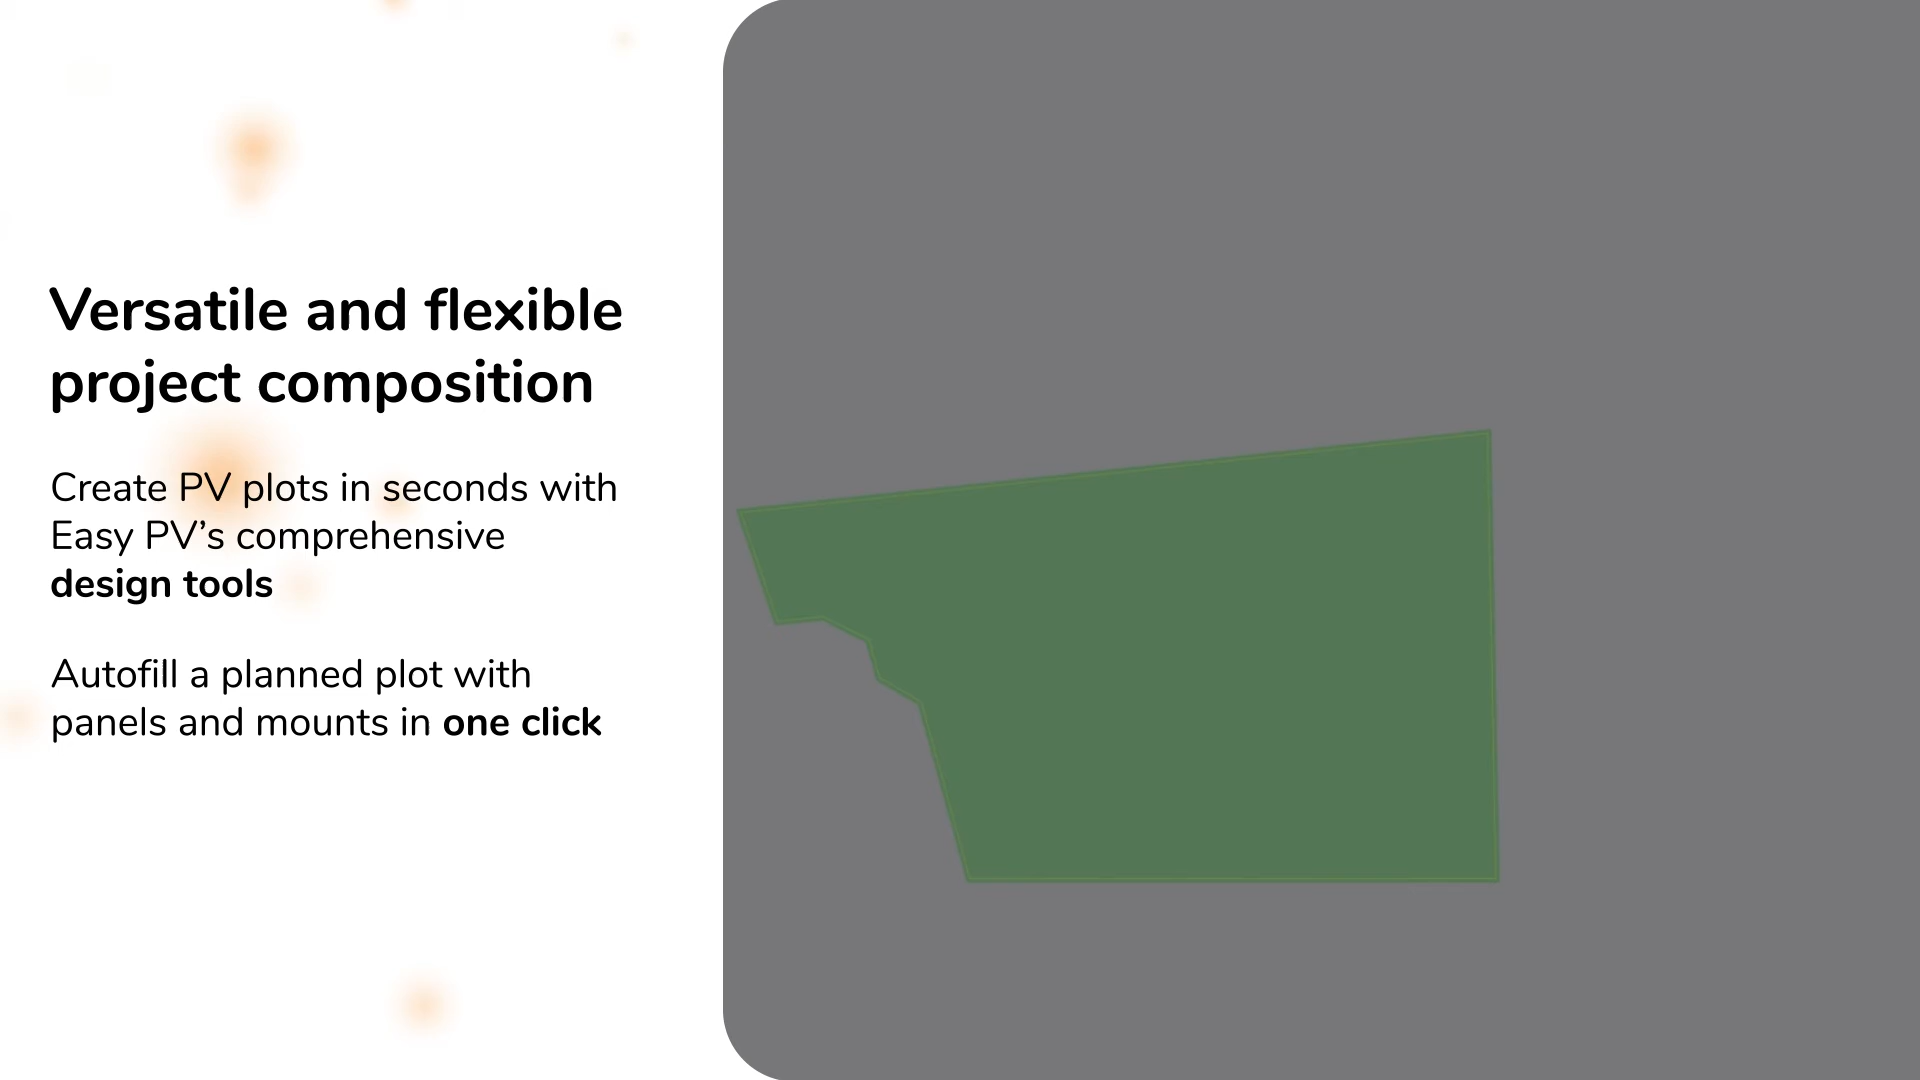 Versatile and flexible
project composition
Create PV plots in seconds with
Easy PV’s comprehensive
design tools
Autofill a planned plot with
panels and mounts in one click